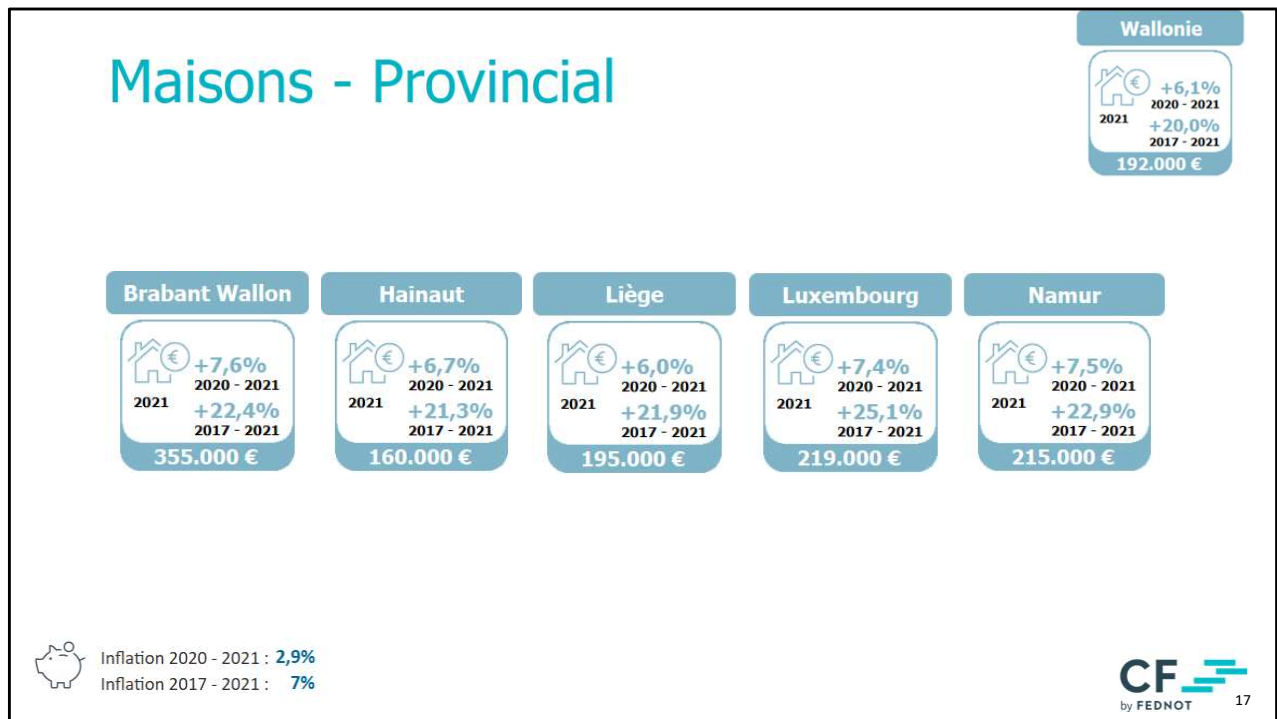 Maisons - Provincial
Wallonie
€
+6,1%
2020 - 2021
2021
+20,0%
2017 - 2021
192.000 €
Brabant Wallon
€
+7,6%
2020 - 2021
2021
+22,4%
2017 - 2021
355.000 €
Hainaut
€
+6,7%
2020 - 2021
2021
+21,3%
2017 - 2021
160.000 €
Liège
€
+6,0%
2020 - 2021
2021
+21,9%
2017 - 2021
195.000 €
Luxembourg
€
+7,4%
2020 - 2021
2021
+25,1%
2017 - 2021
219.000 €
Namur
€
+7,5%
2020 - 2021
2021
+22,9%
2017 - 2021
215.000 €
Inflation 2020 - 2021 : 2,9%
Inflation 2017 - 2021 : 7%
CF
by FEDNOT
17